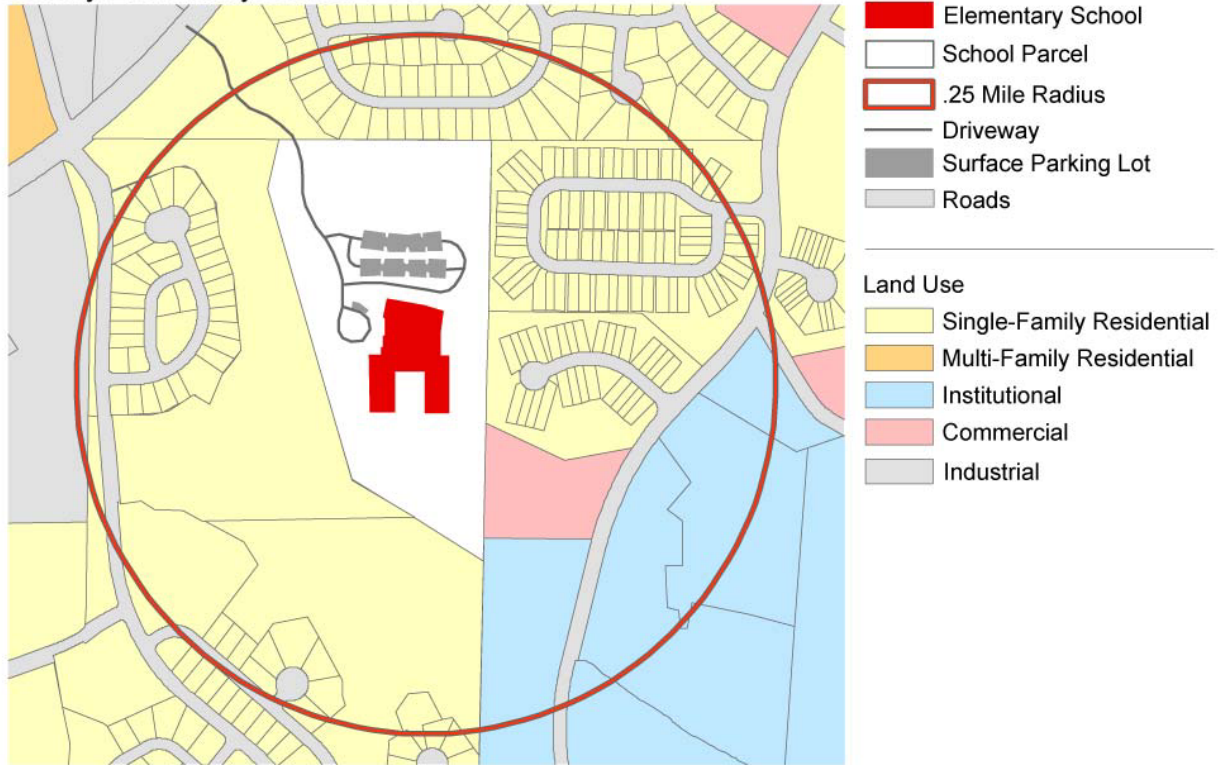 Elementary School
School Parcel
.25 Mile Radius
Driveway
Surface Parking Lot
Roads
Land Use
Single-Family Residential
Multi-Family Residential
Institutional
Commercial
Industrial